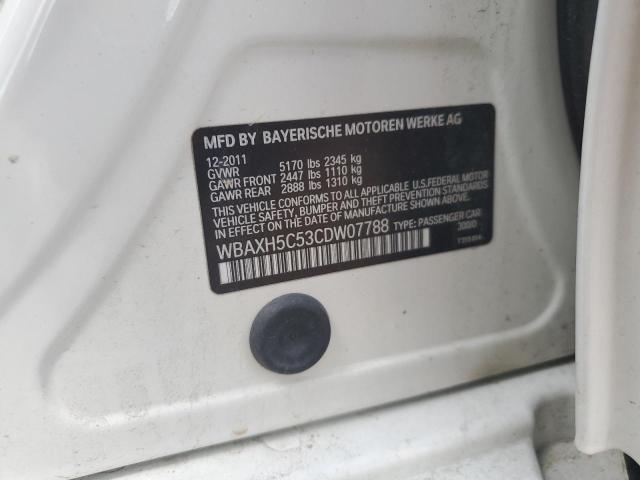 MFD BY BAYERISCHE MOTOREN WERKE AG
12-2011
GVWR 5170 lbs 2345 kg
GAWR FRONT 2447 lbs 1110 kg
GAWR REAR 2888 lbs 1310 kg
THIS VEHICLE CONFORMS TO ALL APPLICABLE U.S.FEDERAL MOTOR
VEHICLE SAFETY, BUMPER, AND THEFT PREVENTION STANDARDS
IN EFFECT ON THE DATE OF MANUFACTURE SHOWN ABOVE.
WBAXH5C53CDW07788 TYPE: PASSENGER CAR